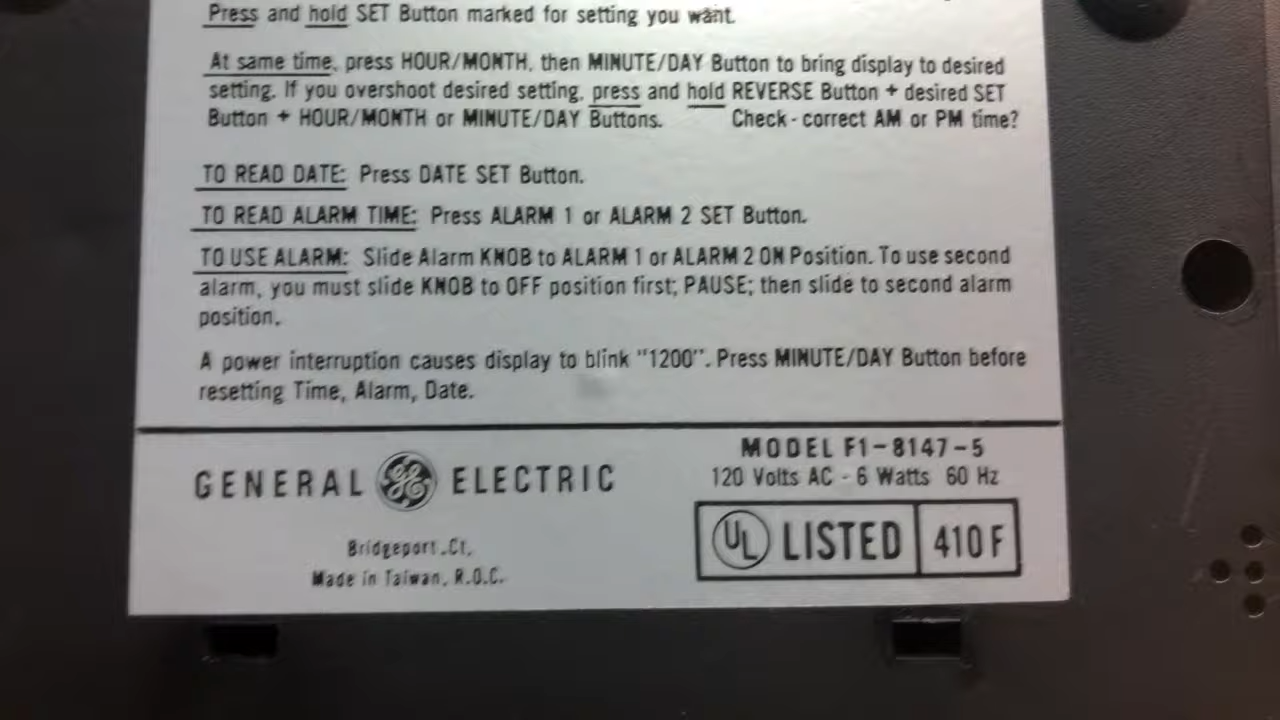 Press and hold SET Button marked for setting you want.
At same time, press HOUR/MONTH, then MINUTE/DAY Button to bring display to desired
setting. If you overshoot desired setting, press and hold REVERSE Button + desired SET
Button + HOUR/MONTH or MINUTE/DAY Buttons. Check - correct AM or PM time?
TO READ DATE: Press DATE SET Button.
TO READ ALARM TIME: Press ALARM 1 or ALARM 2 SET Button.
TO USE ALARM: Slide Alarm KNOB to ALARM 1 or ALARM 2 ON Position. To use second
alarm, you must slide KNOB to OFF position first; PAUSE; then slide to second alarm
position.
A power interruption causes display to blink "1200". Press MINUTE/DAY Button before
resetting Time, Alarm, Date.
GENERAL GE ELECTRIC
Bridgeport, Ct.
Made in Taiwan, R.O.C.
MODEL F1-8147-5
120 Volts AC - 6 Watts 60 Hz
UL LISTED 410F